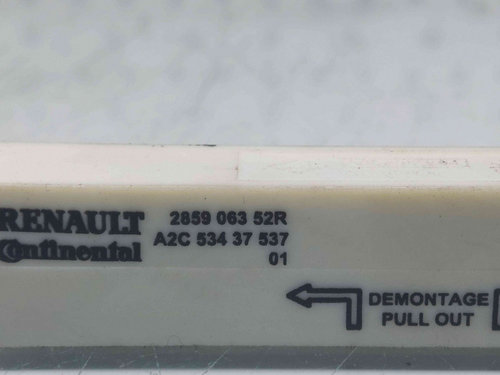 RENAULT
Continental
2859 063 52R
A2C 534 37 537
01
DEMONTAGE
PULL OUT